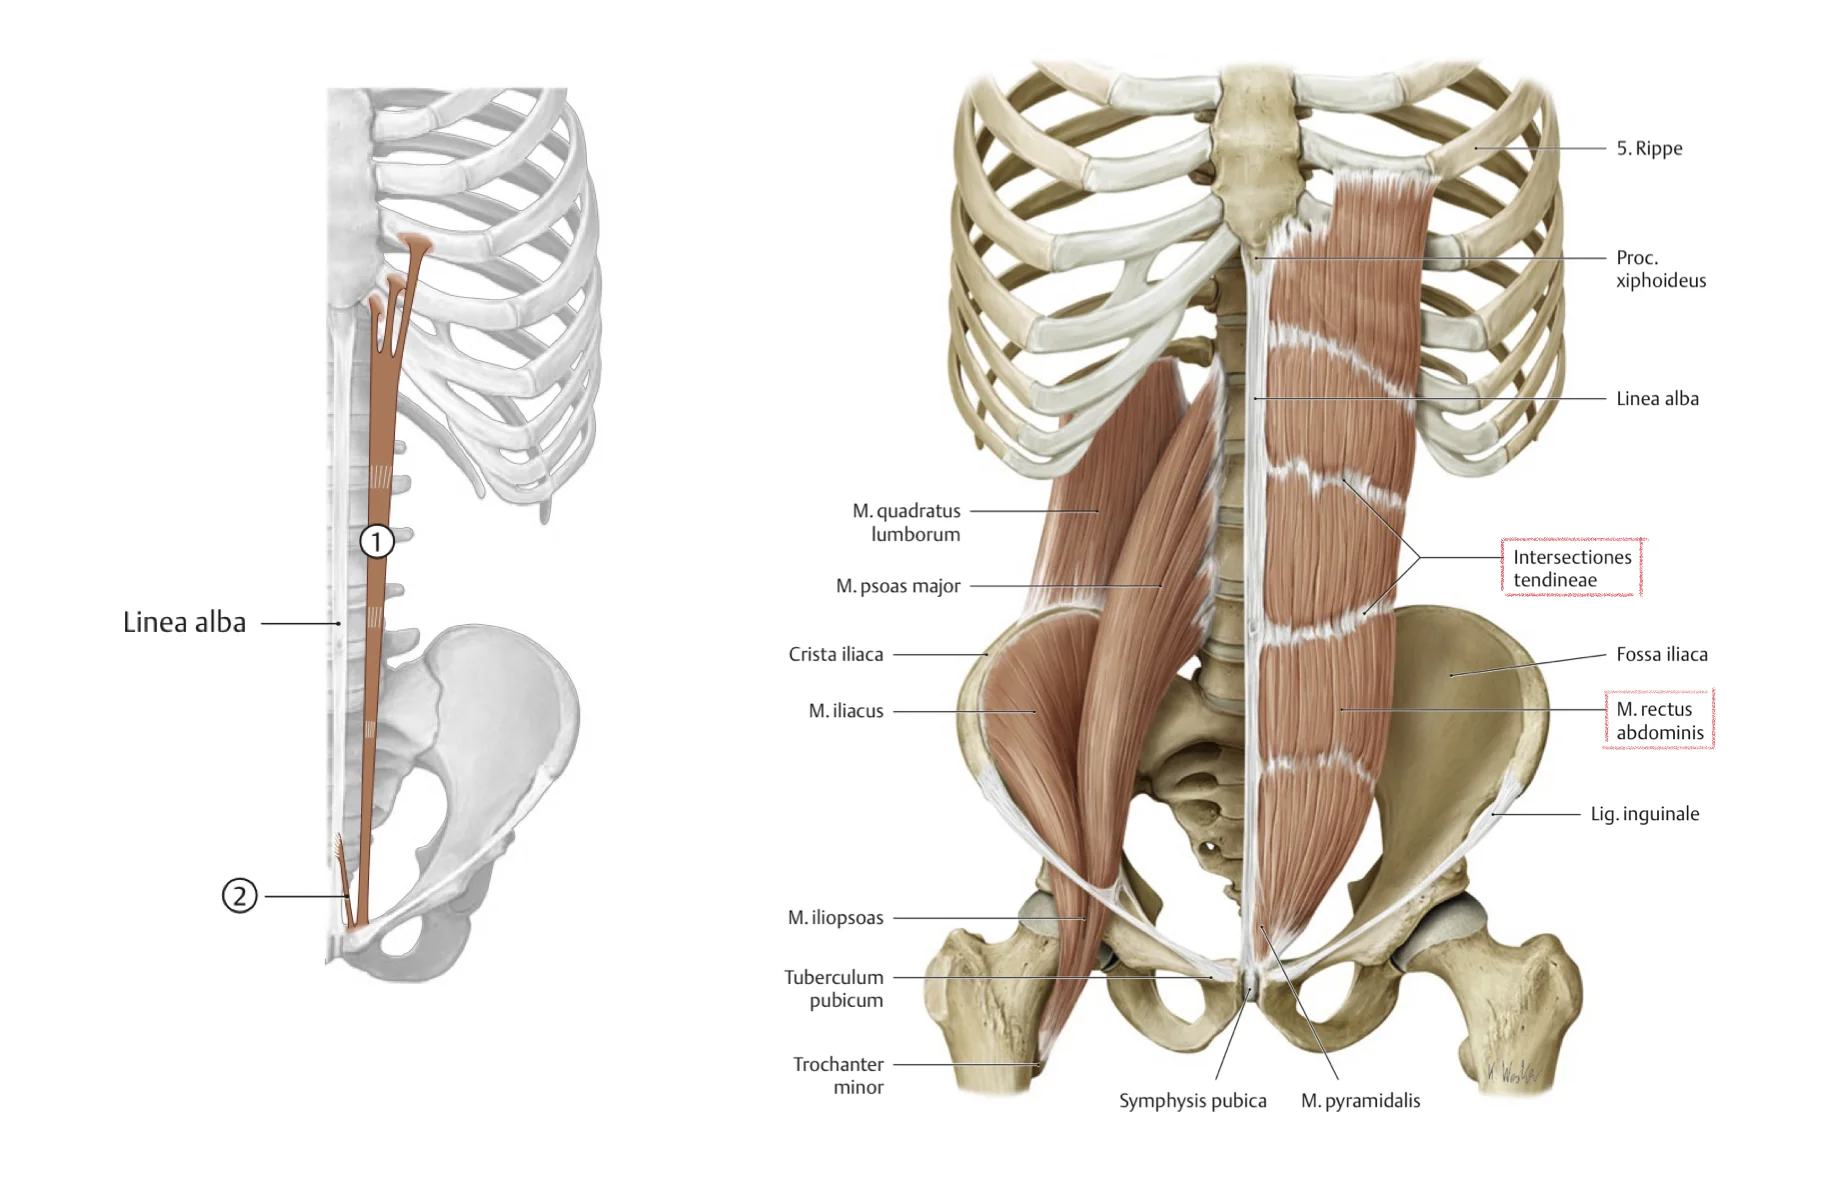 Linea alba
1
2
5. Rippe
Proc.
xiphoideus
Linea alba
M. quadratus
lumborum
Intersectiones
tendineae
M. psoas major
Crista iliaca
Fossa iliaca
M. iliacus
M. rectus
abdominis
Lig. inguinale
M. iliopsoas
Tuberculum
pubicum
Trochanter
minor
Symphysis pubica
M. pyramidalis